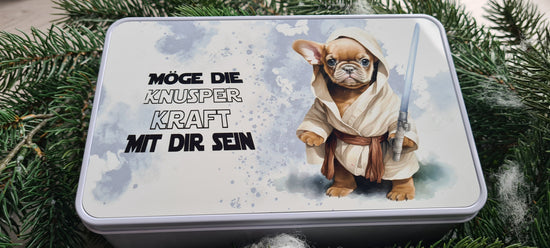 MÖGE DIE
KNUSPER
KRAFT
MIT DIR SEIN